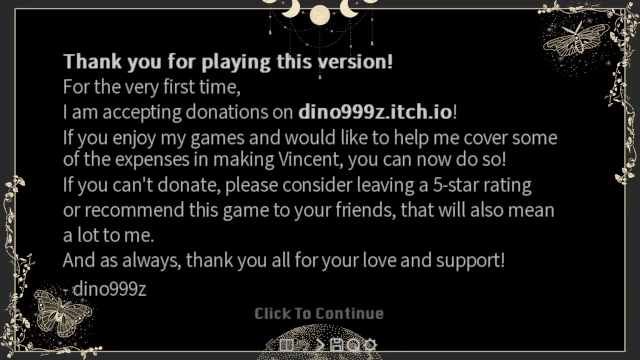 Thank you for playing this version!
For the very first time,
I am accepting donations on dino999z.itch.io!
If you enjoy my games and would like to help me cover some
of the expenses in making Vincent, you can now do so!
If you can't donate, please consider leaving a 5-star rating
or recommend this game to your friends, that will also mean
a lot to me.
And as always, thank you all for your love and support!
- dino999z
Click To Continue